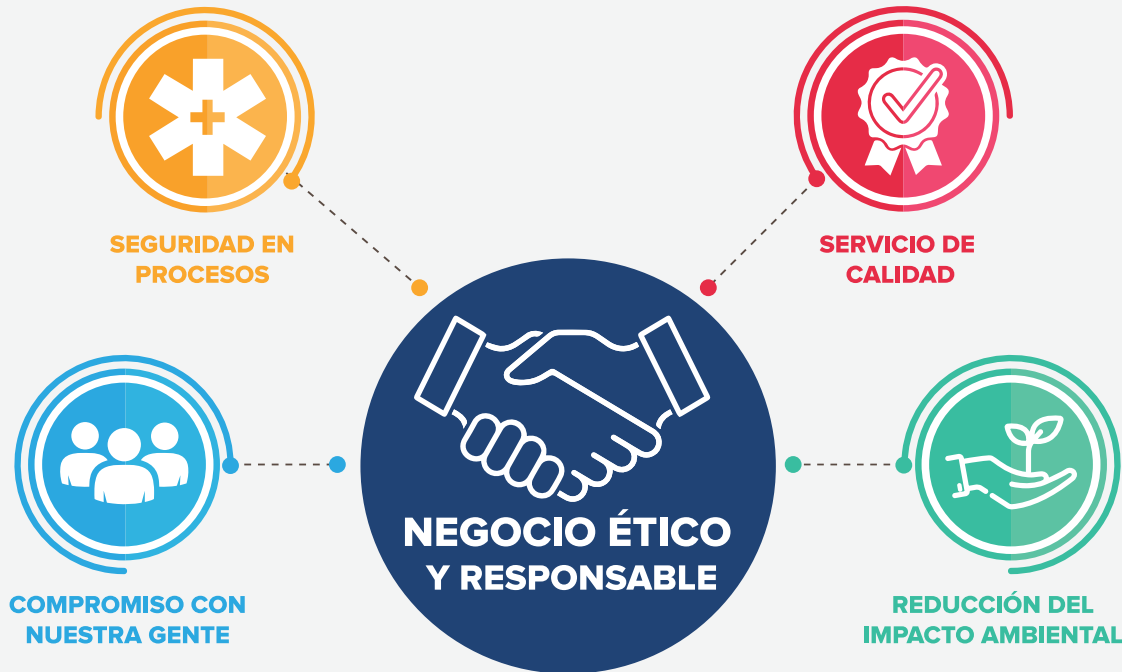 SEGURIDAD EN
PROCESOS
SERVICIO DE
CALIDAD
NEGOCIO ÉTICO
Y RESPONSABLE
COMPROMISO CON
NUESTRA GENTE
REDUCCIÓN DEL
IMPACTO AMBIENTAL